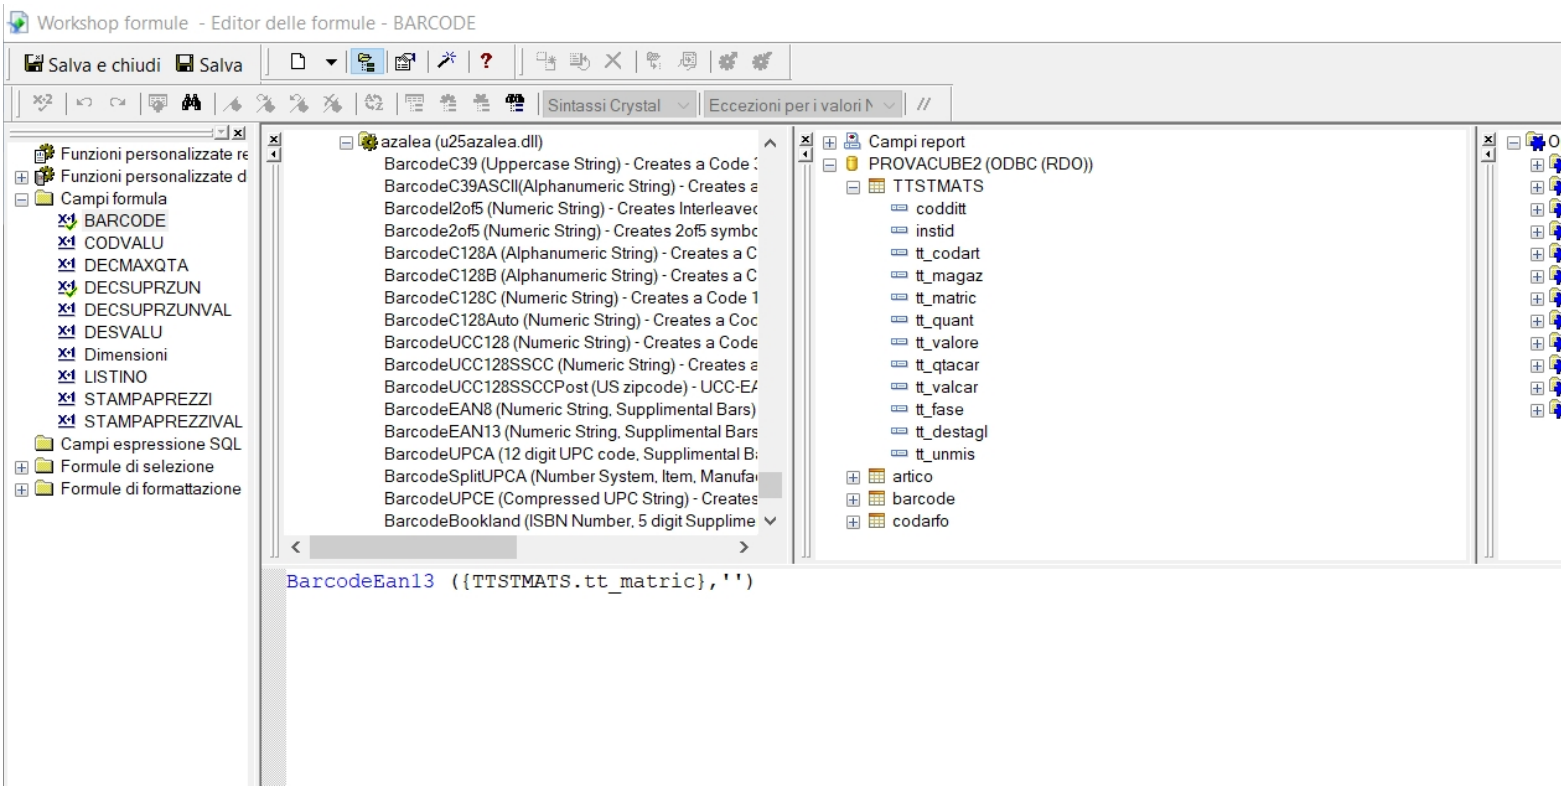 Workshop formule - Editor delle formule - BARCODE
Salva e chiudi Salva
Sintassi Crystal Eccezioni per i valori N //
Funzioni personalizzate re
Funzioni personalizzate d
Campi formula
BARCODE
CODVALU
DECMAXQTA
DECSUPRZUN
DECSUPRZUNVAL
DESVALU
Dimensioni
LISTINO
STAMPAPREZZI
STAMPAPREZZIVAL
Campi espressione SQL
Formule di selezione
Formule di formattazione
azalea (u25azalea.dll)
BarcodeC39 (Uppercase String) - Creates a Code 3
BarcodeC39ASCII(Alphanumeric String) - Creates a
BarcodeI2of5 (Numeric String) - Creates Interleaved
Barcode2of5 (Numeric String) - Creates 2of5 symbo
BarcodeC128A (Alphanumeric String) - Creates a C
BarcodeC128B (Alphanumeric String) - Creates a C
BarcodeC128C (Numeric String) - Creates a Code 1
BarcodeC128Auto (Numeric String) - Creates a Cod
BarcodeUCC128 (Numeric String) - Creates a Code
BarcodeUCC128SSCC (Numeric String) - Creates a
BarcodeUCC128SSCCPost (US zipcode) - UCC-EA
BarcodeEAN8 (Numeric String, Supplimental Bars)
BarcodeEAN13 (Numeric String, Supplimental Bars
BarcodeUPCA (12 digit UPC code, Supplimental Ba
BarcodeSplitUPCA (Number System, Item, Manufa
BarcodeUPCE (Compressed UPC String) - Creates
BarcodeBookland (ISBN Number, 5 digit Supplime
Campi report
PROVACUBE2 (ODBC (RDO))
TTSTMATS
codditt
instid
tt_codart
tt_magaz
tt_matric
tt_quant
tt_valore
tt_qtacar
tt_valcar
tt_fase
tt_destagl
tt_unmis
artico
barcode
codarfo
O
BarcodeEan13 ({TTSTMATS.tt_matric},'')